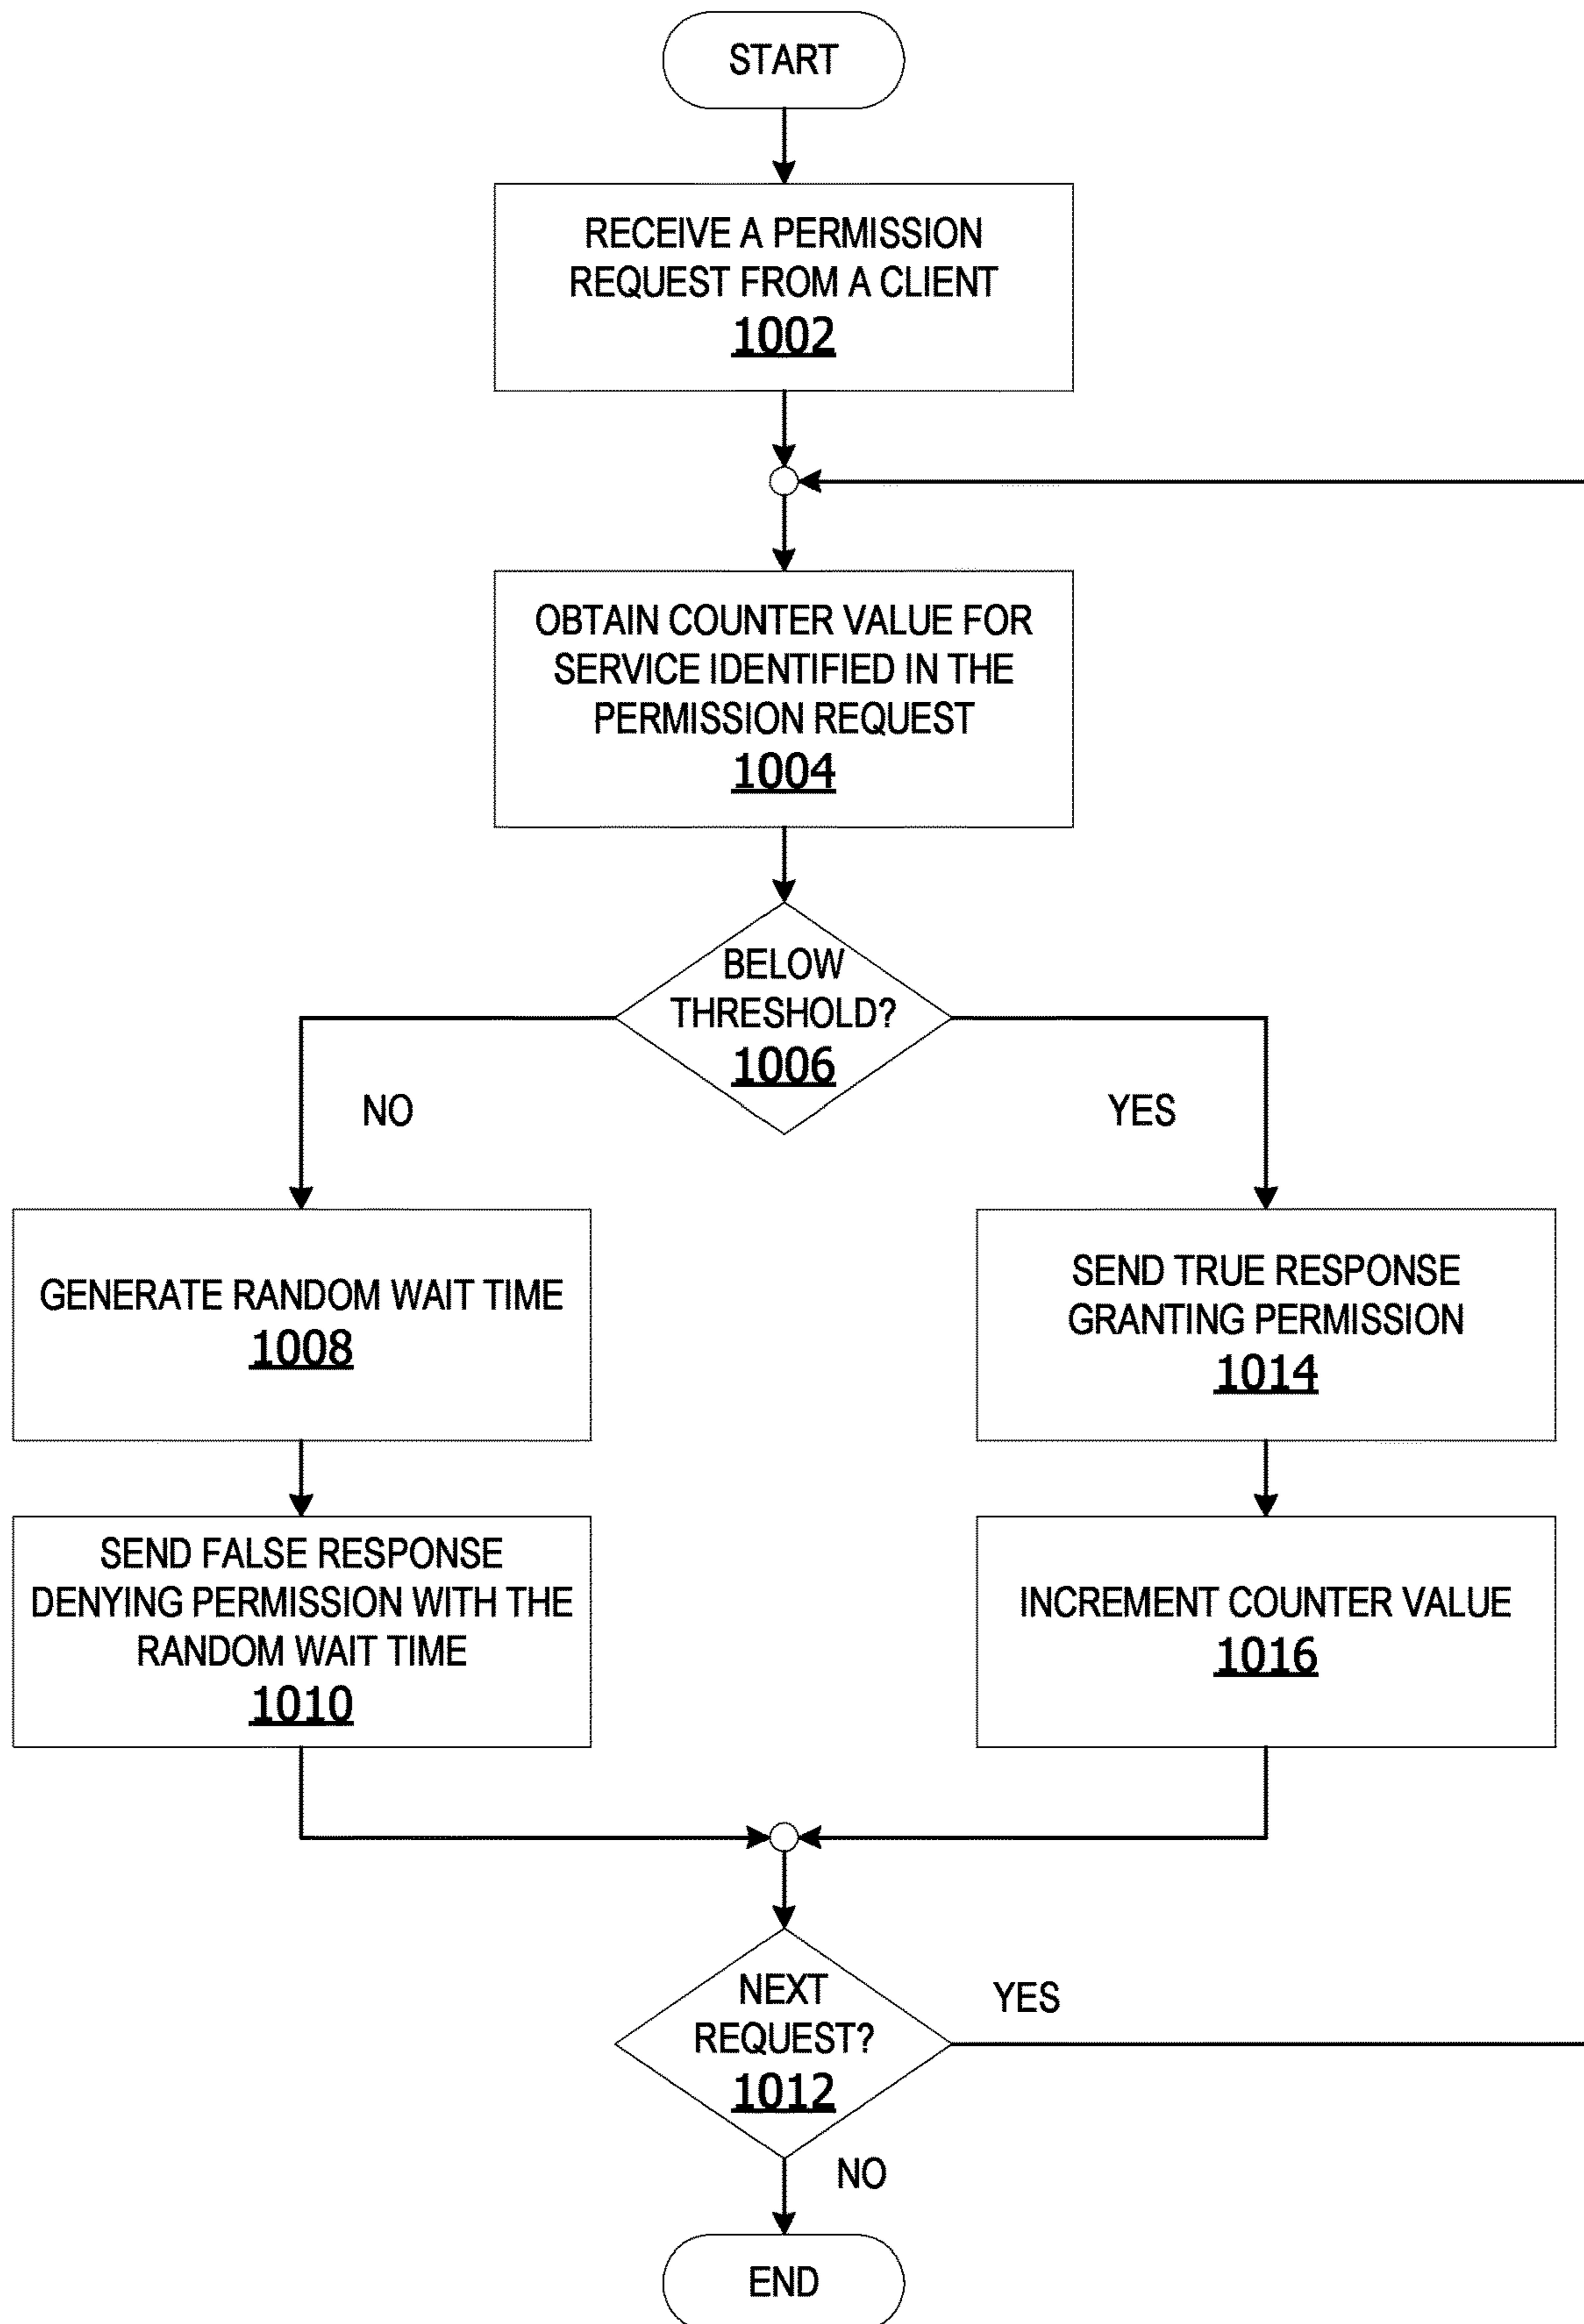 START
RECEIVE A PERMISSION
REQUEST FROM A CLIENT
1002
OBTAIN COUNTER VALUE FOR
SERVICE IDENTIFIED IN THE
PERMISSION REQUEST
1004
BELOW
THRESHOLD?
1006
NO
YES
GENERATE RANDOM WAIT TIME
1008
SEND TRUE RESPONSE
GRANTING PERMISSION
1014
SEND FALSE RESPONSE
DENYING PERMISSION WITH THE
RANDOM WAIT TIME
1010
INCREMENT COUNTER VALUE
1016
NEXT
REQUEST?
1012
YES
NO
END